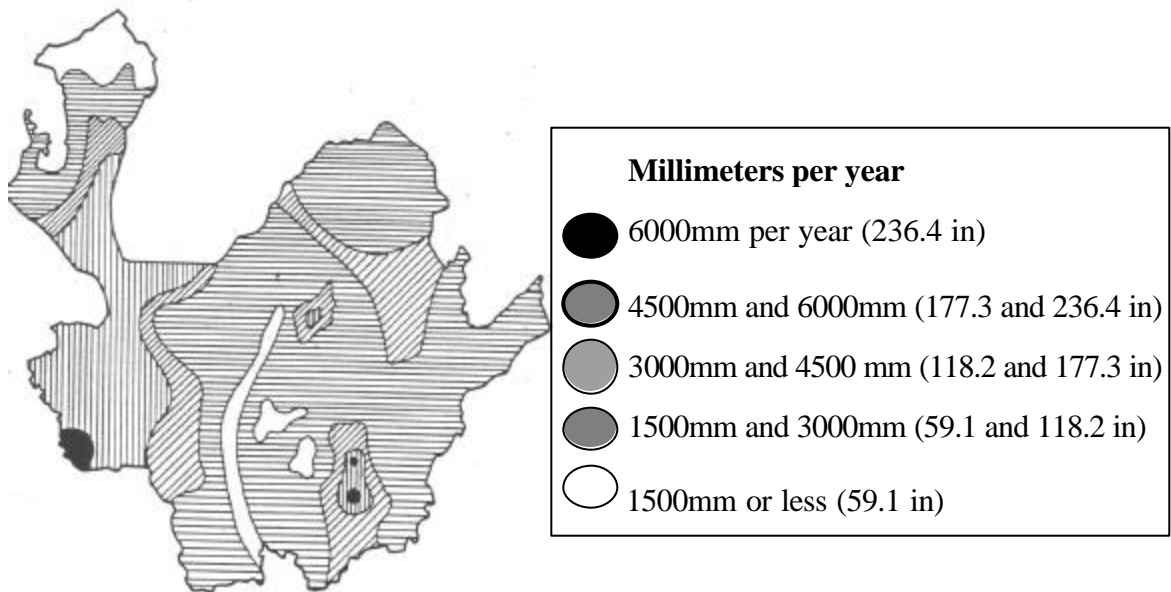 Millimeters per year
6000mm per year (236.4 in)
4500mm and 6000mm (177.3 and 236.4 in)
3000mm and 4500 mm (118.2 and 177.3 in)
1500mm and 3000mm (59.1 and 118.2 in)
1500mm or less (59.1 in)